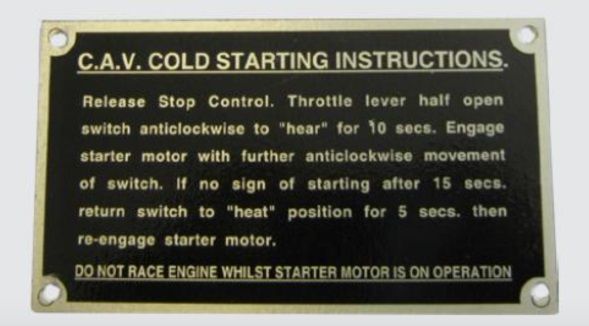 C.A.V. COLD STARTING INSTRUCTIONS.
Release Stop Control. Throttle lever half open
switch anticlockwise to "hear" for 10 secs. Engage
starter motor with further anticlockwise movement
of switch. If no sign of starting after 15 secs.
return switch to "heat" position for 5 secs. then
re-engage starter motor.
DO NOT RACE ENGINE WHILST STARTER MOTOR IS ON OPERATION